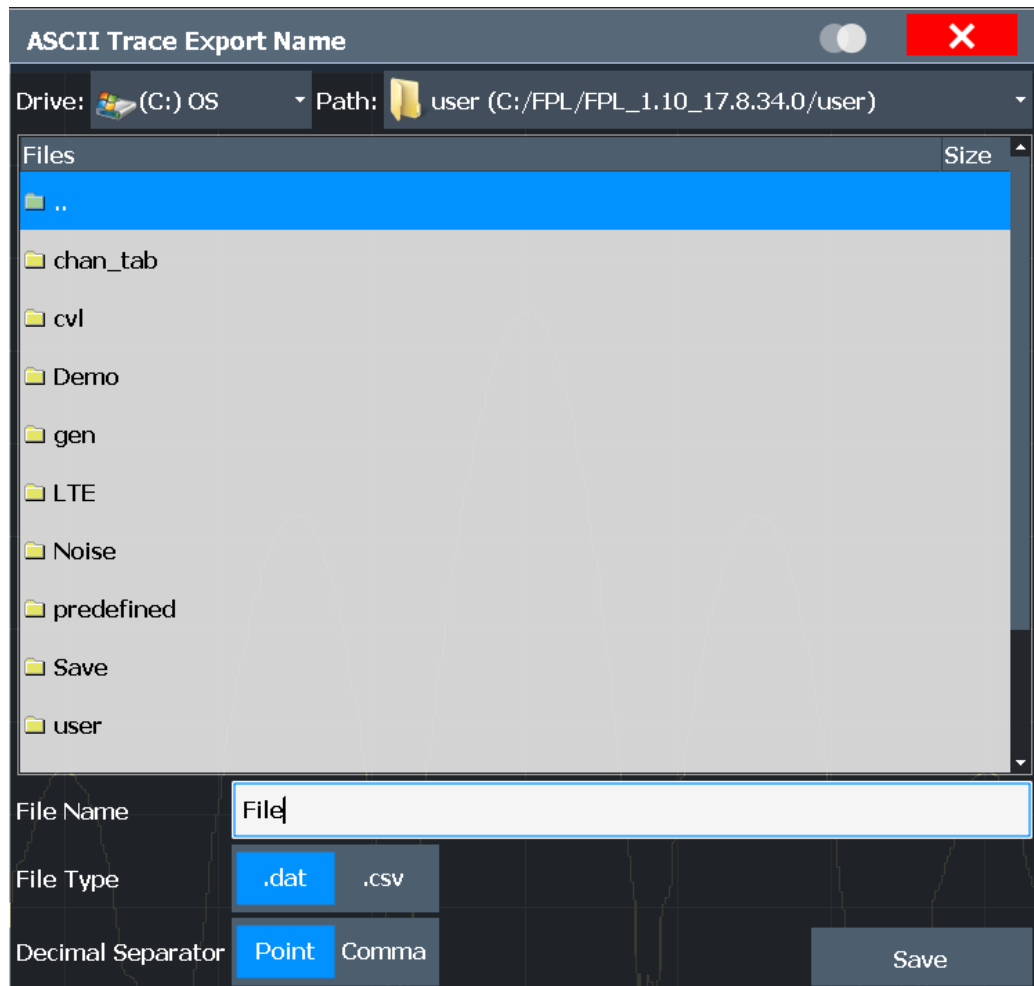 ASCII Trace Export Name
Drive: (C:) OS Path: user (C:/FPL/FPL_1.10_17.8.34.0/user)
Files Size
..
chan_tab
cvl
Demo
gen
LTE
Noise
predefined
Save
user
File Name File
File Type .dat .csv
Decimal Separator Point Comma Save